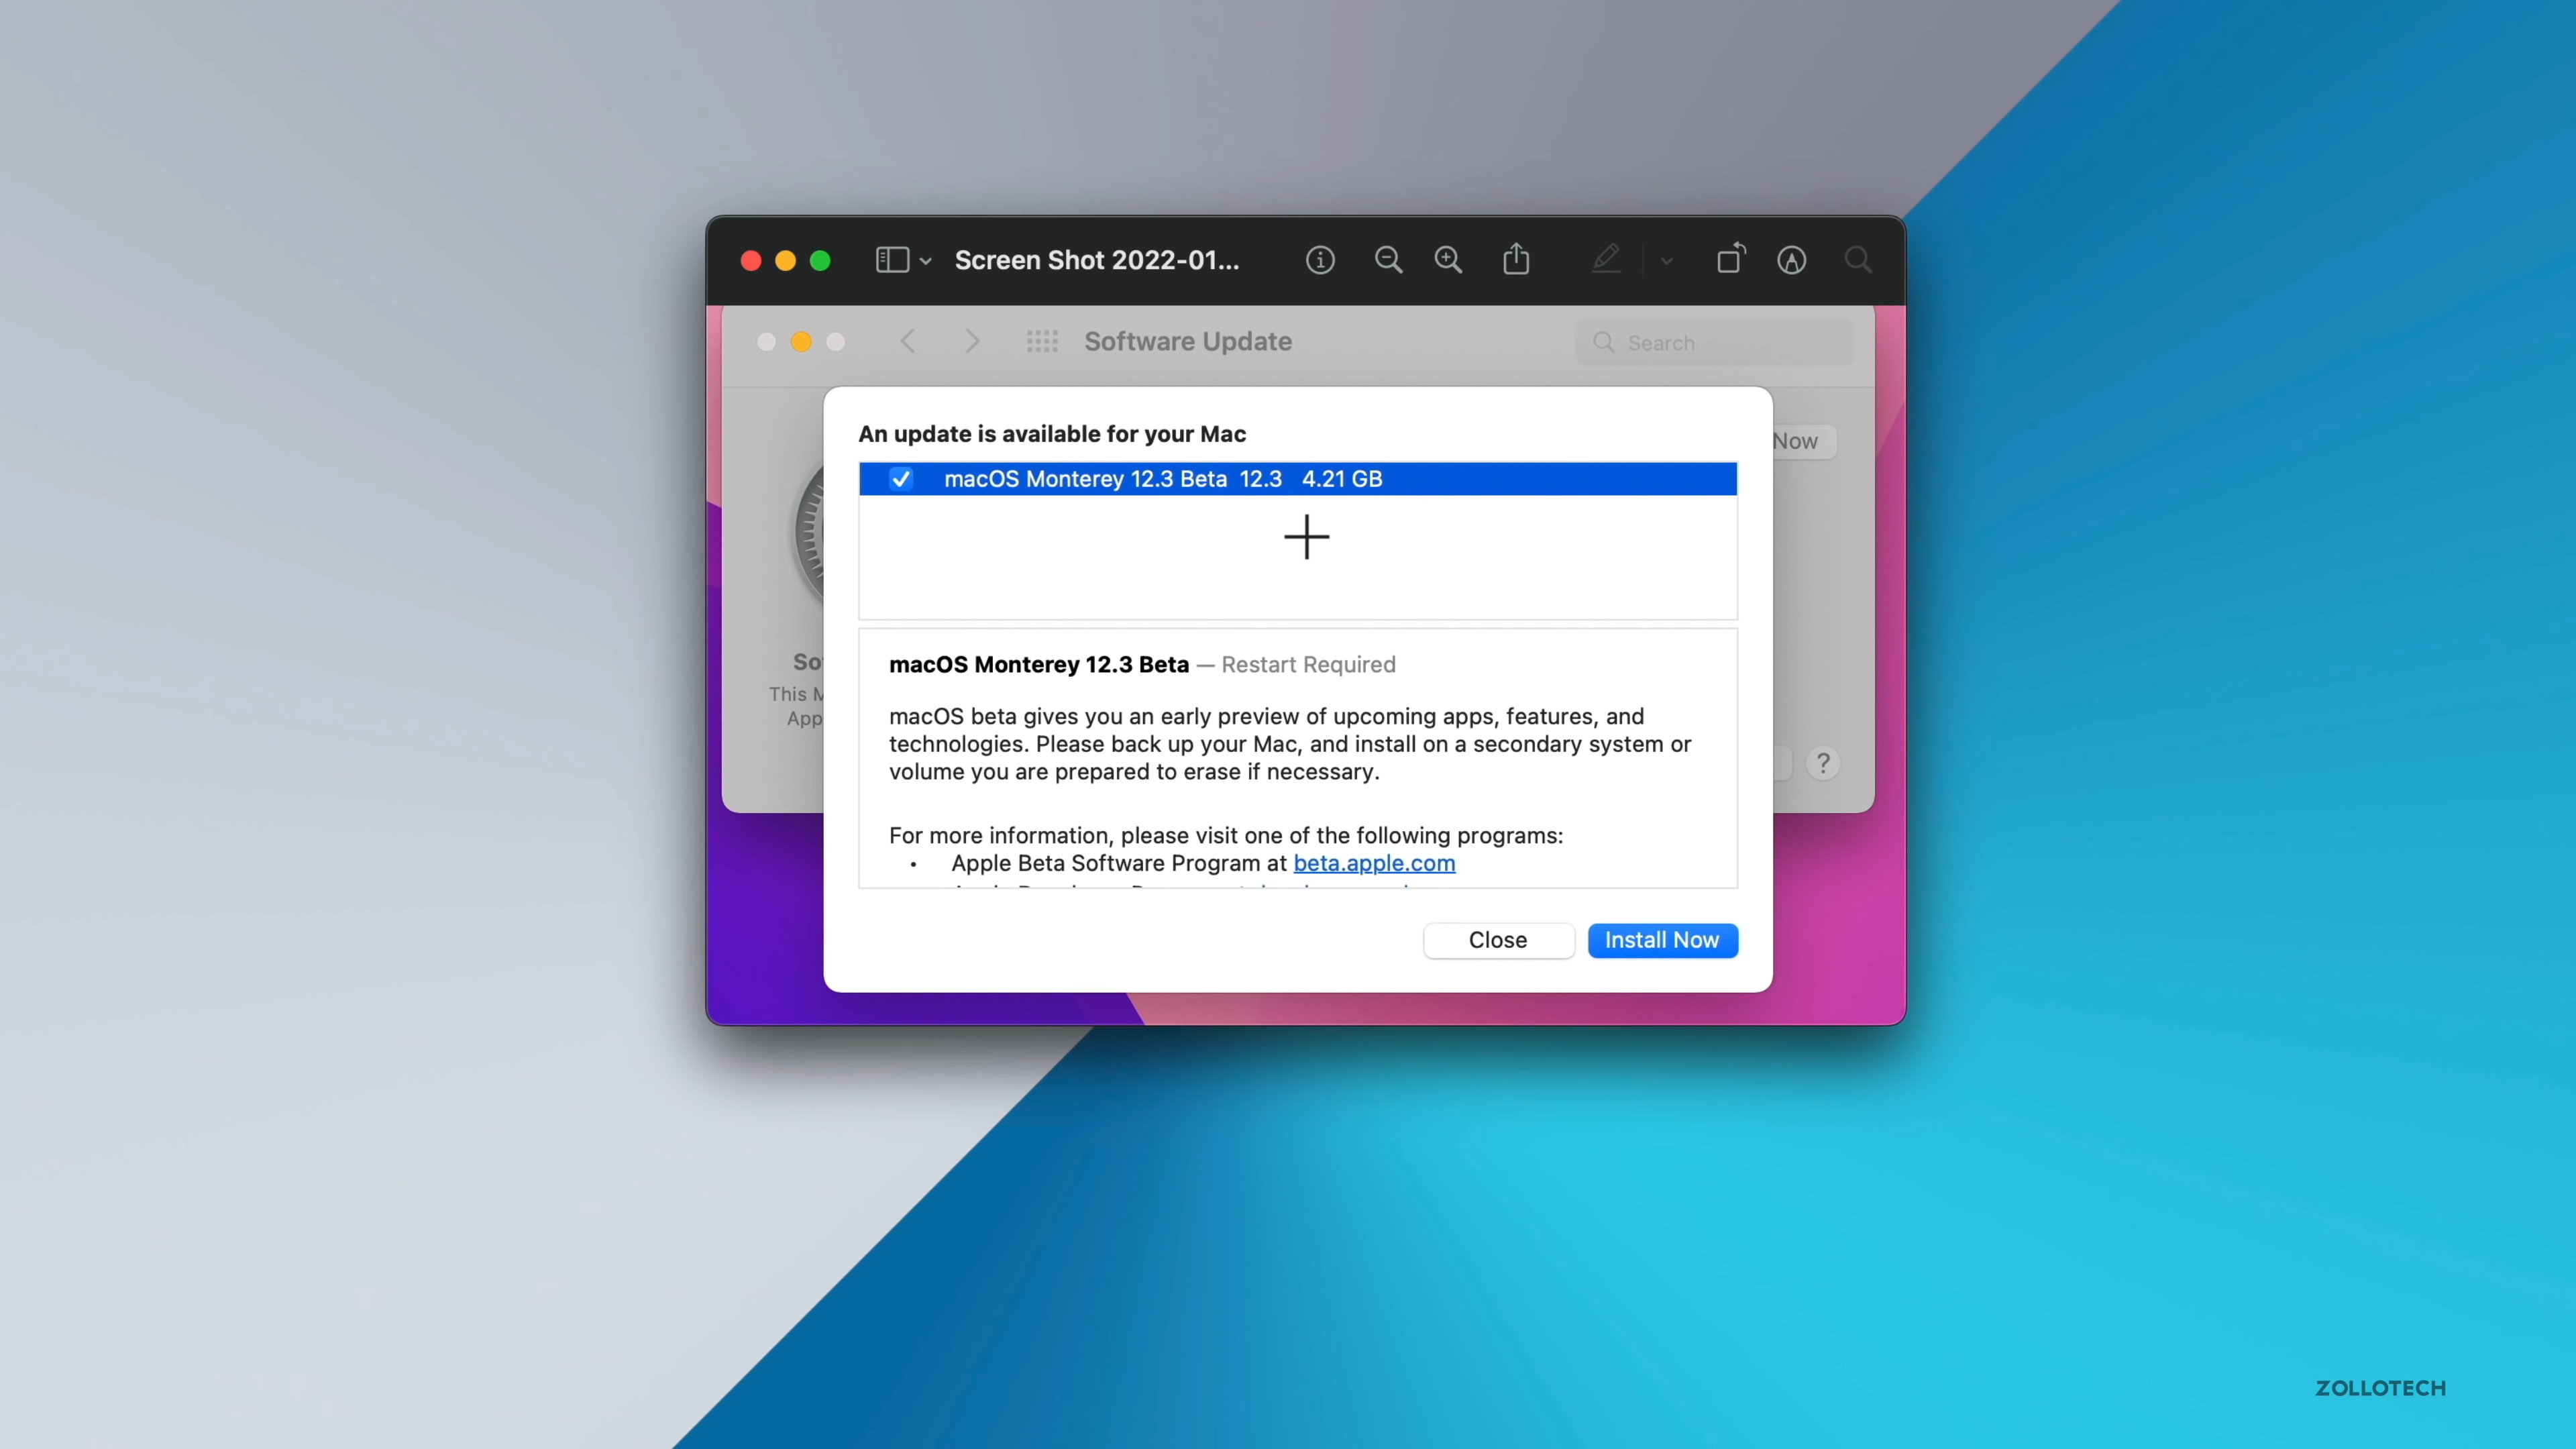 Screen Shot 2022-01...
Software Update
Search
An update is available for your Mac
Now
macOS Monterey 12.3 Beta 12.3 4.21 GB
macOS Monterey 12.3 Beta — Restart Required
This
macOS beta gives you an early preview of upcoming apps, features, and
technologies. Please back up your Mac, and install on a secondary system or
volume you are prepared to erase if necessary.
?
For more information, please visit one of the following programs:
• Apple Beta Software Program at beta.apple.com
Close
Install Now
ZOLLOTECH